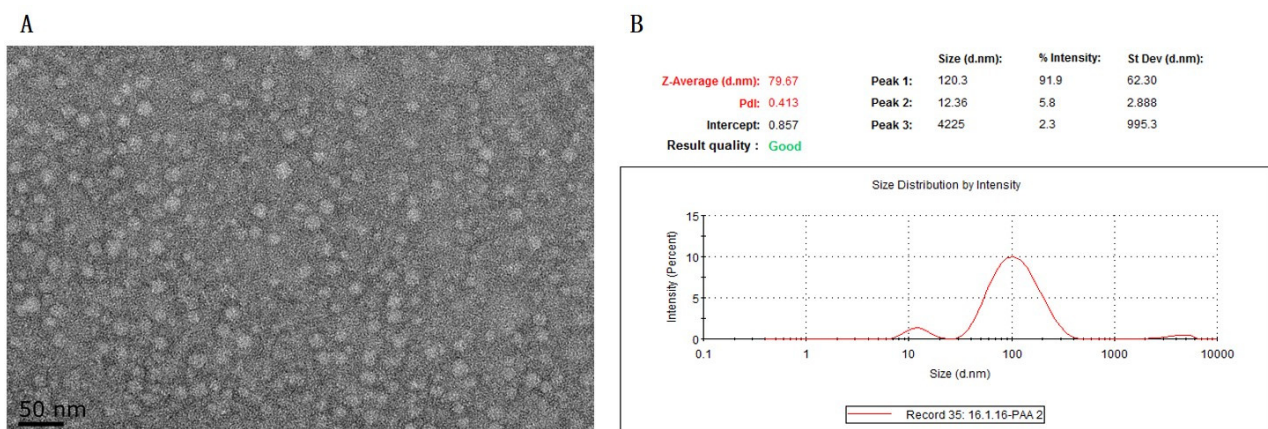 A
50 nm
B
Size (d.nm): % Intensity: St Dev (d.nm):
Z-Average (d.nm): 79.67 Peak 1: 120.3 91.9 62.30
PdI: 0.413 Peak 2: 12.36 5.8 2.888
Intercept: 0.857 Peak 3: 4225 2.3 995.3
Result quality : Good
Size Distribution by Intensity
Intensity (Percent)
15
10
5
0
0.1 1 10 100 1000 10000
Size (d.nm)
Record 35: 16.1.16-PAA 2